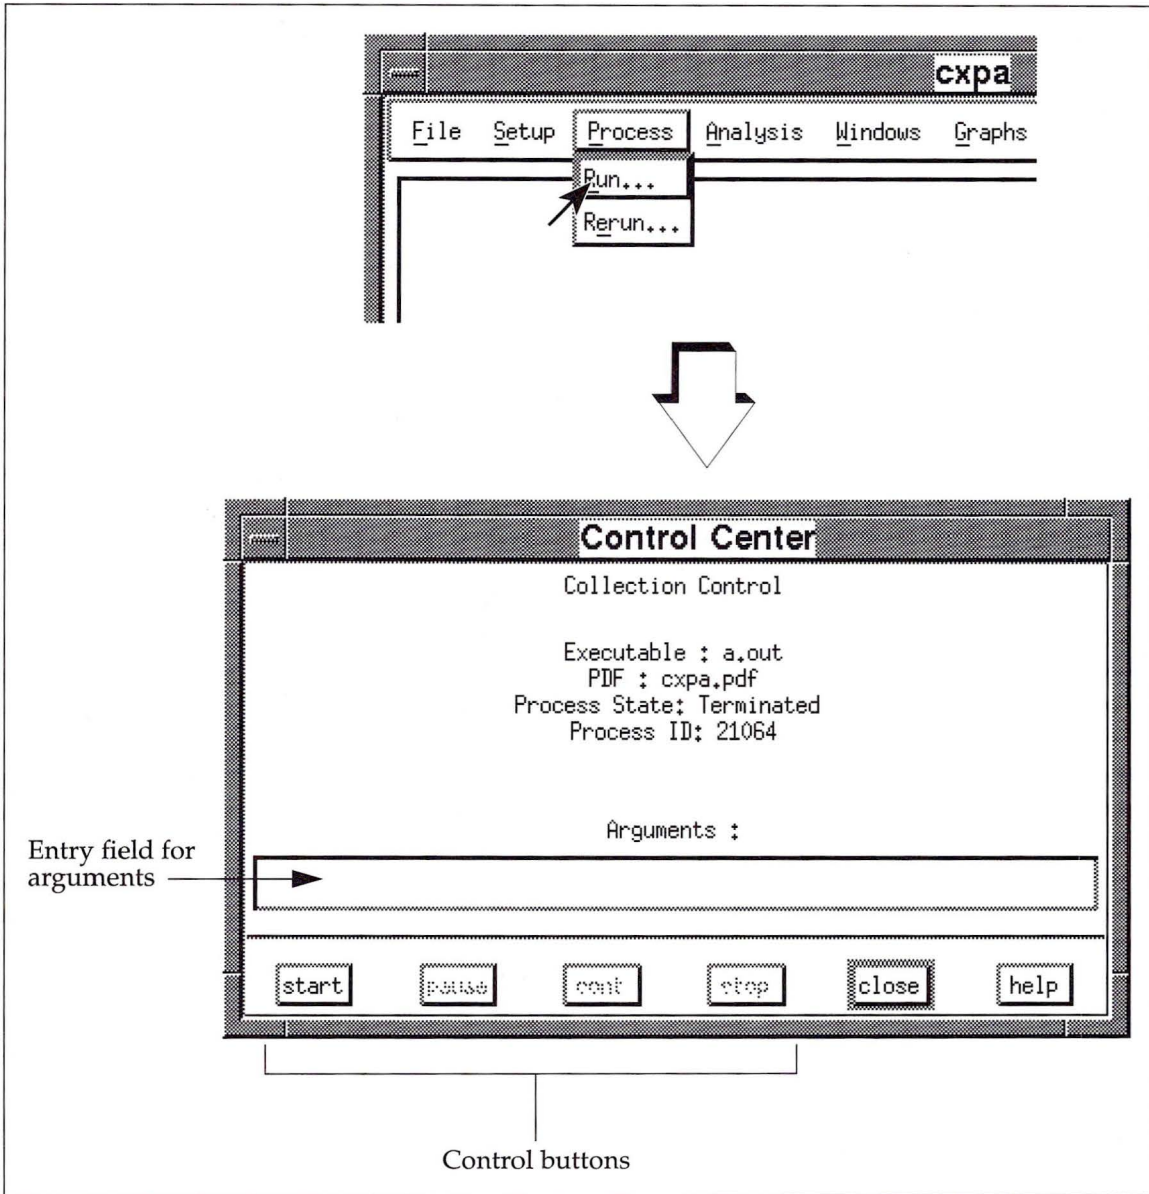 cxpa
File Setup Process Analysis Windows Graphs
Run...
Rerun...
Control Center
Collection Control
Executable : a.out
PDF : cxpa.pdf
Process State: Terminated
Process ID: 21064
Arguments :
Entry field for
arguments
start pause cont stop close help
Control buttons